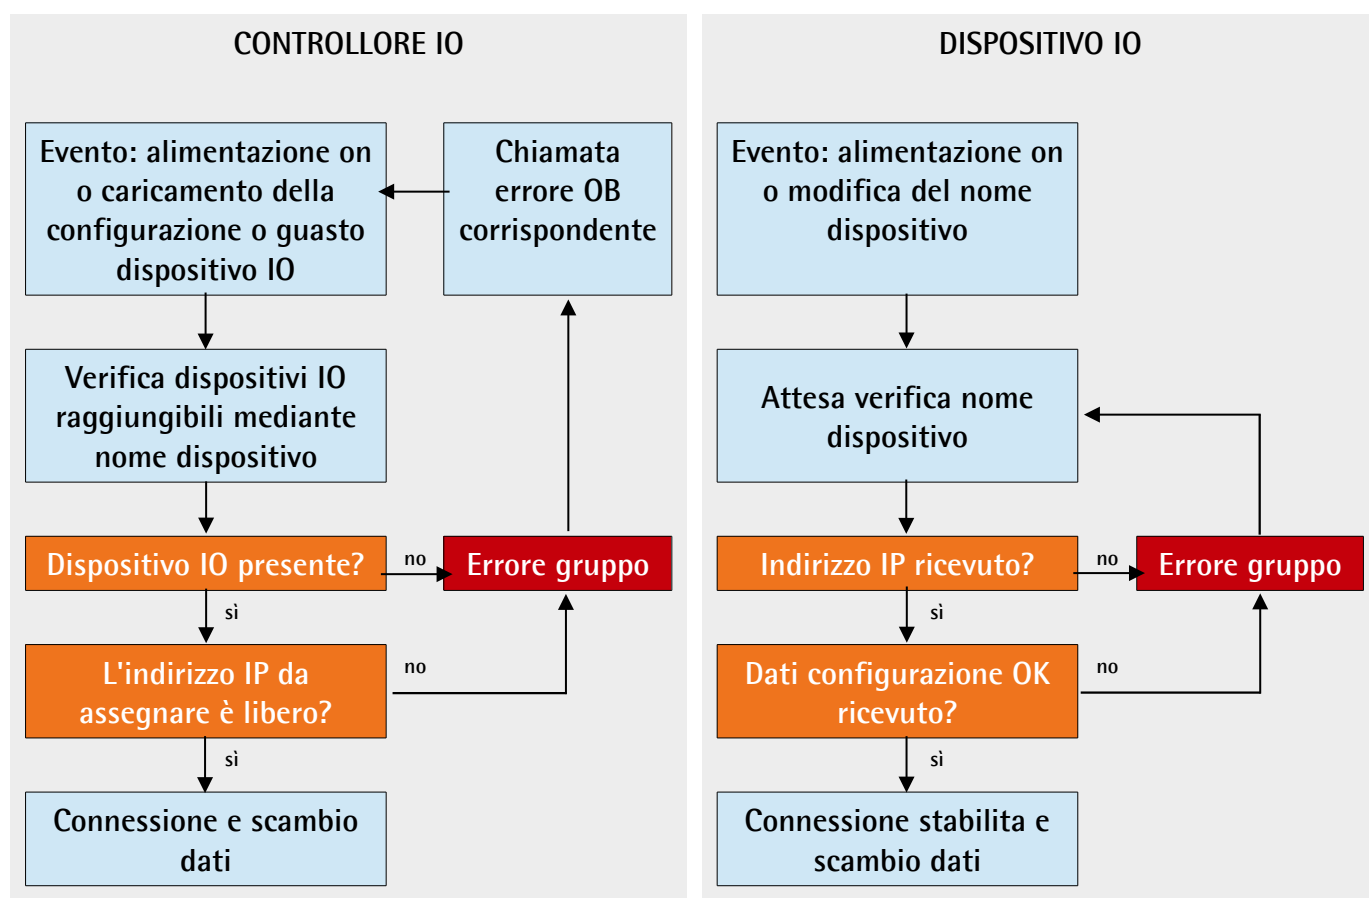 CONTROLLORE IO
Evento: alimentazione on
o caricamento della
configurazione o guasto
dispositivo IO
Chiamata
errore OB
corrispondente
Verifica dispositivi IO
raggiungibili mediante
nome dispositivo
Dispositivo IO presente?
no
Errore gruppo
sì
L'indirizzo IP da
assegnare è libero?
no
sì
Connessione e scambio
dati
DISPOSITIVO IO
Evento: alimentazione on
o modifica del nome
dispositivo
Attesa verifica nome
dispositivo
Indirizzo IP ricevuto?
no
Errore gruppo
sì
Dati configurazione OK
ricevuto?
no
sì
Connessione stabilita e
scambio dati